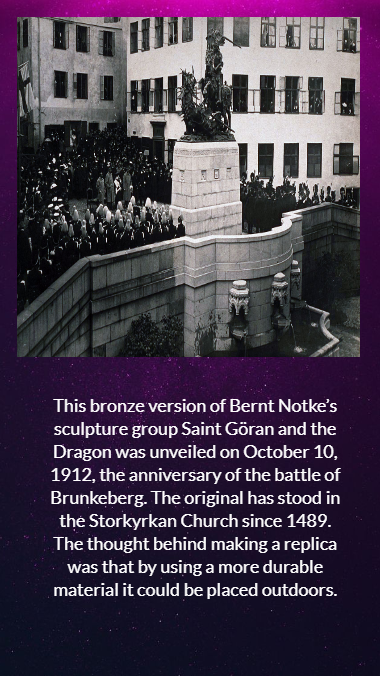 This bronze version of Bernt Notke’s
sculpture group Saint Göran and the
Dragon was unveiled on October 10,
1912, the anniversary of the battle of
Brunkeberg. The original has stood in
the Storkyrkan Church since 1489.
The thought behind making a replica
was that by using a more durable
material it could be placed outdoors.